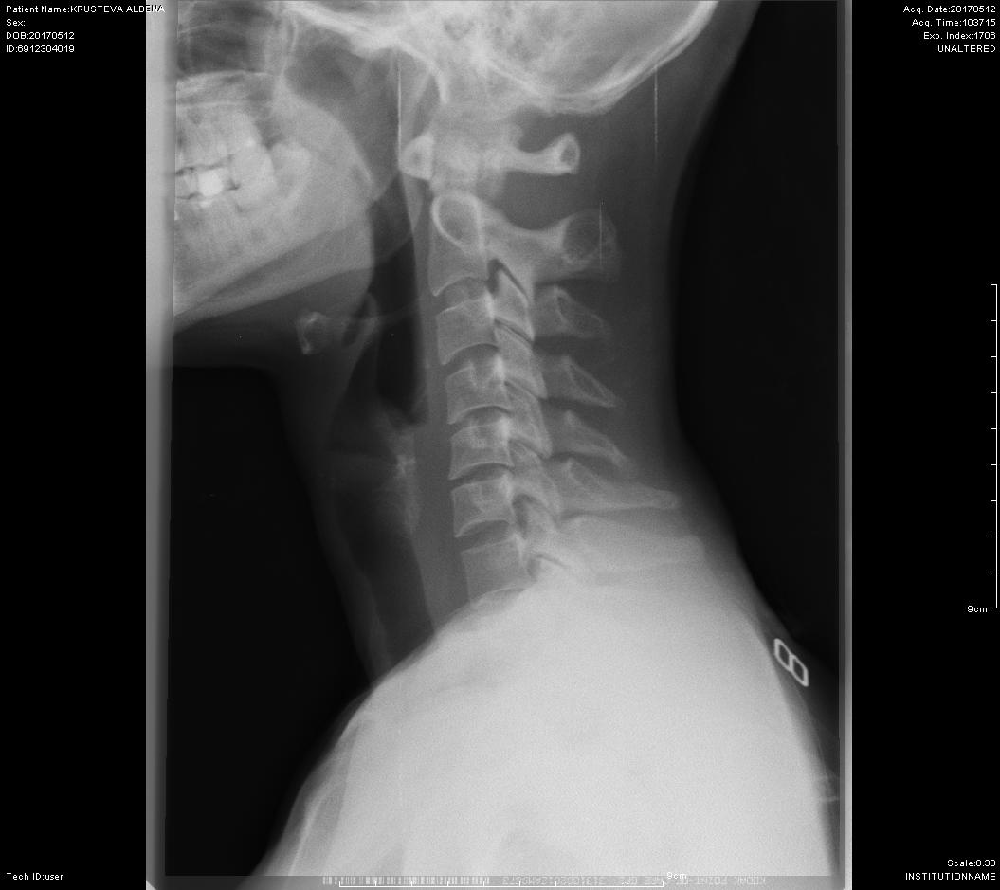 Patient Name:KRUSTEVA ALBENA
Sex:
DOB:20170512
ID:6912304019
Acq. Date:20170512
Acq. Time:103715
Exp. Index:1706
UNALTERED
9cm
9cm
Tech ID:user
Scale:0.33
INSTITUTIONNAME